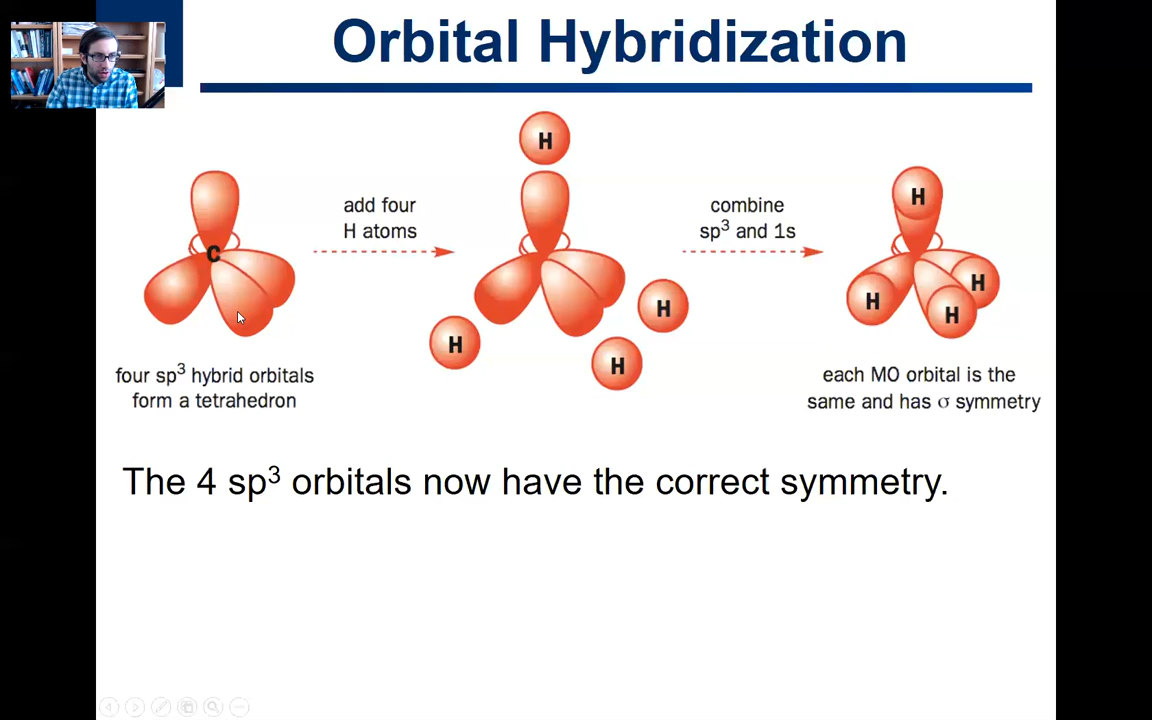 Orbital Hybridization
H
add four
H atoms
combine
sp³ and 1s
H
C
H
H
H
H
H
H
four sp³ hybrid orbitals
form a tetrahedron
each MO orbital is the
same and has σ symmetry
The 4 sp³ orbitals now have the correct symmetry.